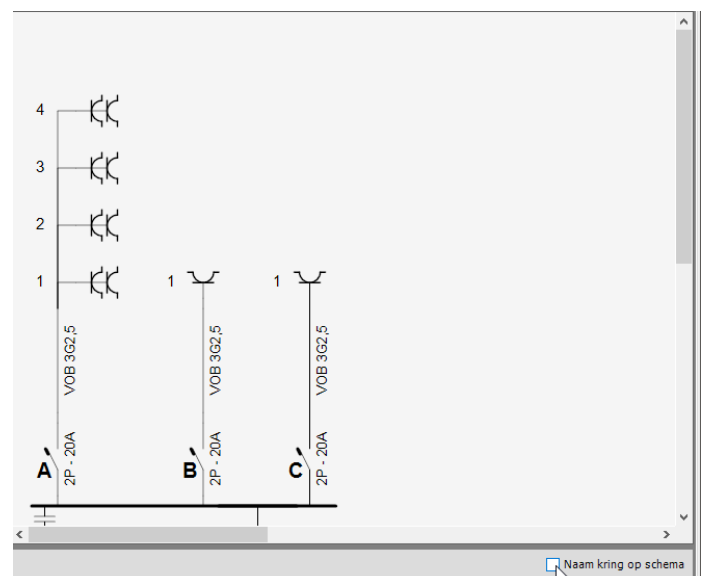 4
3
2
1
1
1
VOB 3G2,5
VOB 3G2,5
VOB 3G2,5
2P - 20A
2P - 20A
2P - 20A
A
B
C
Naam kring op schema